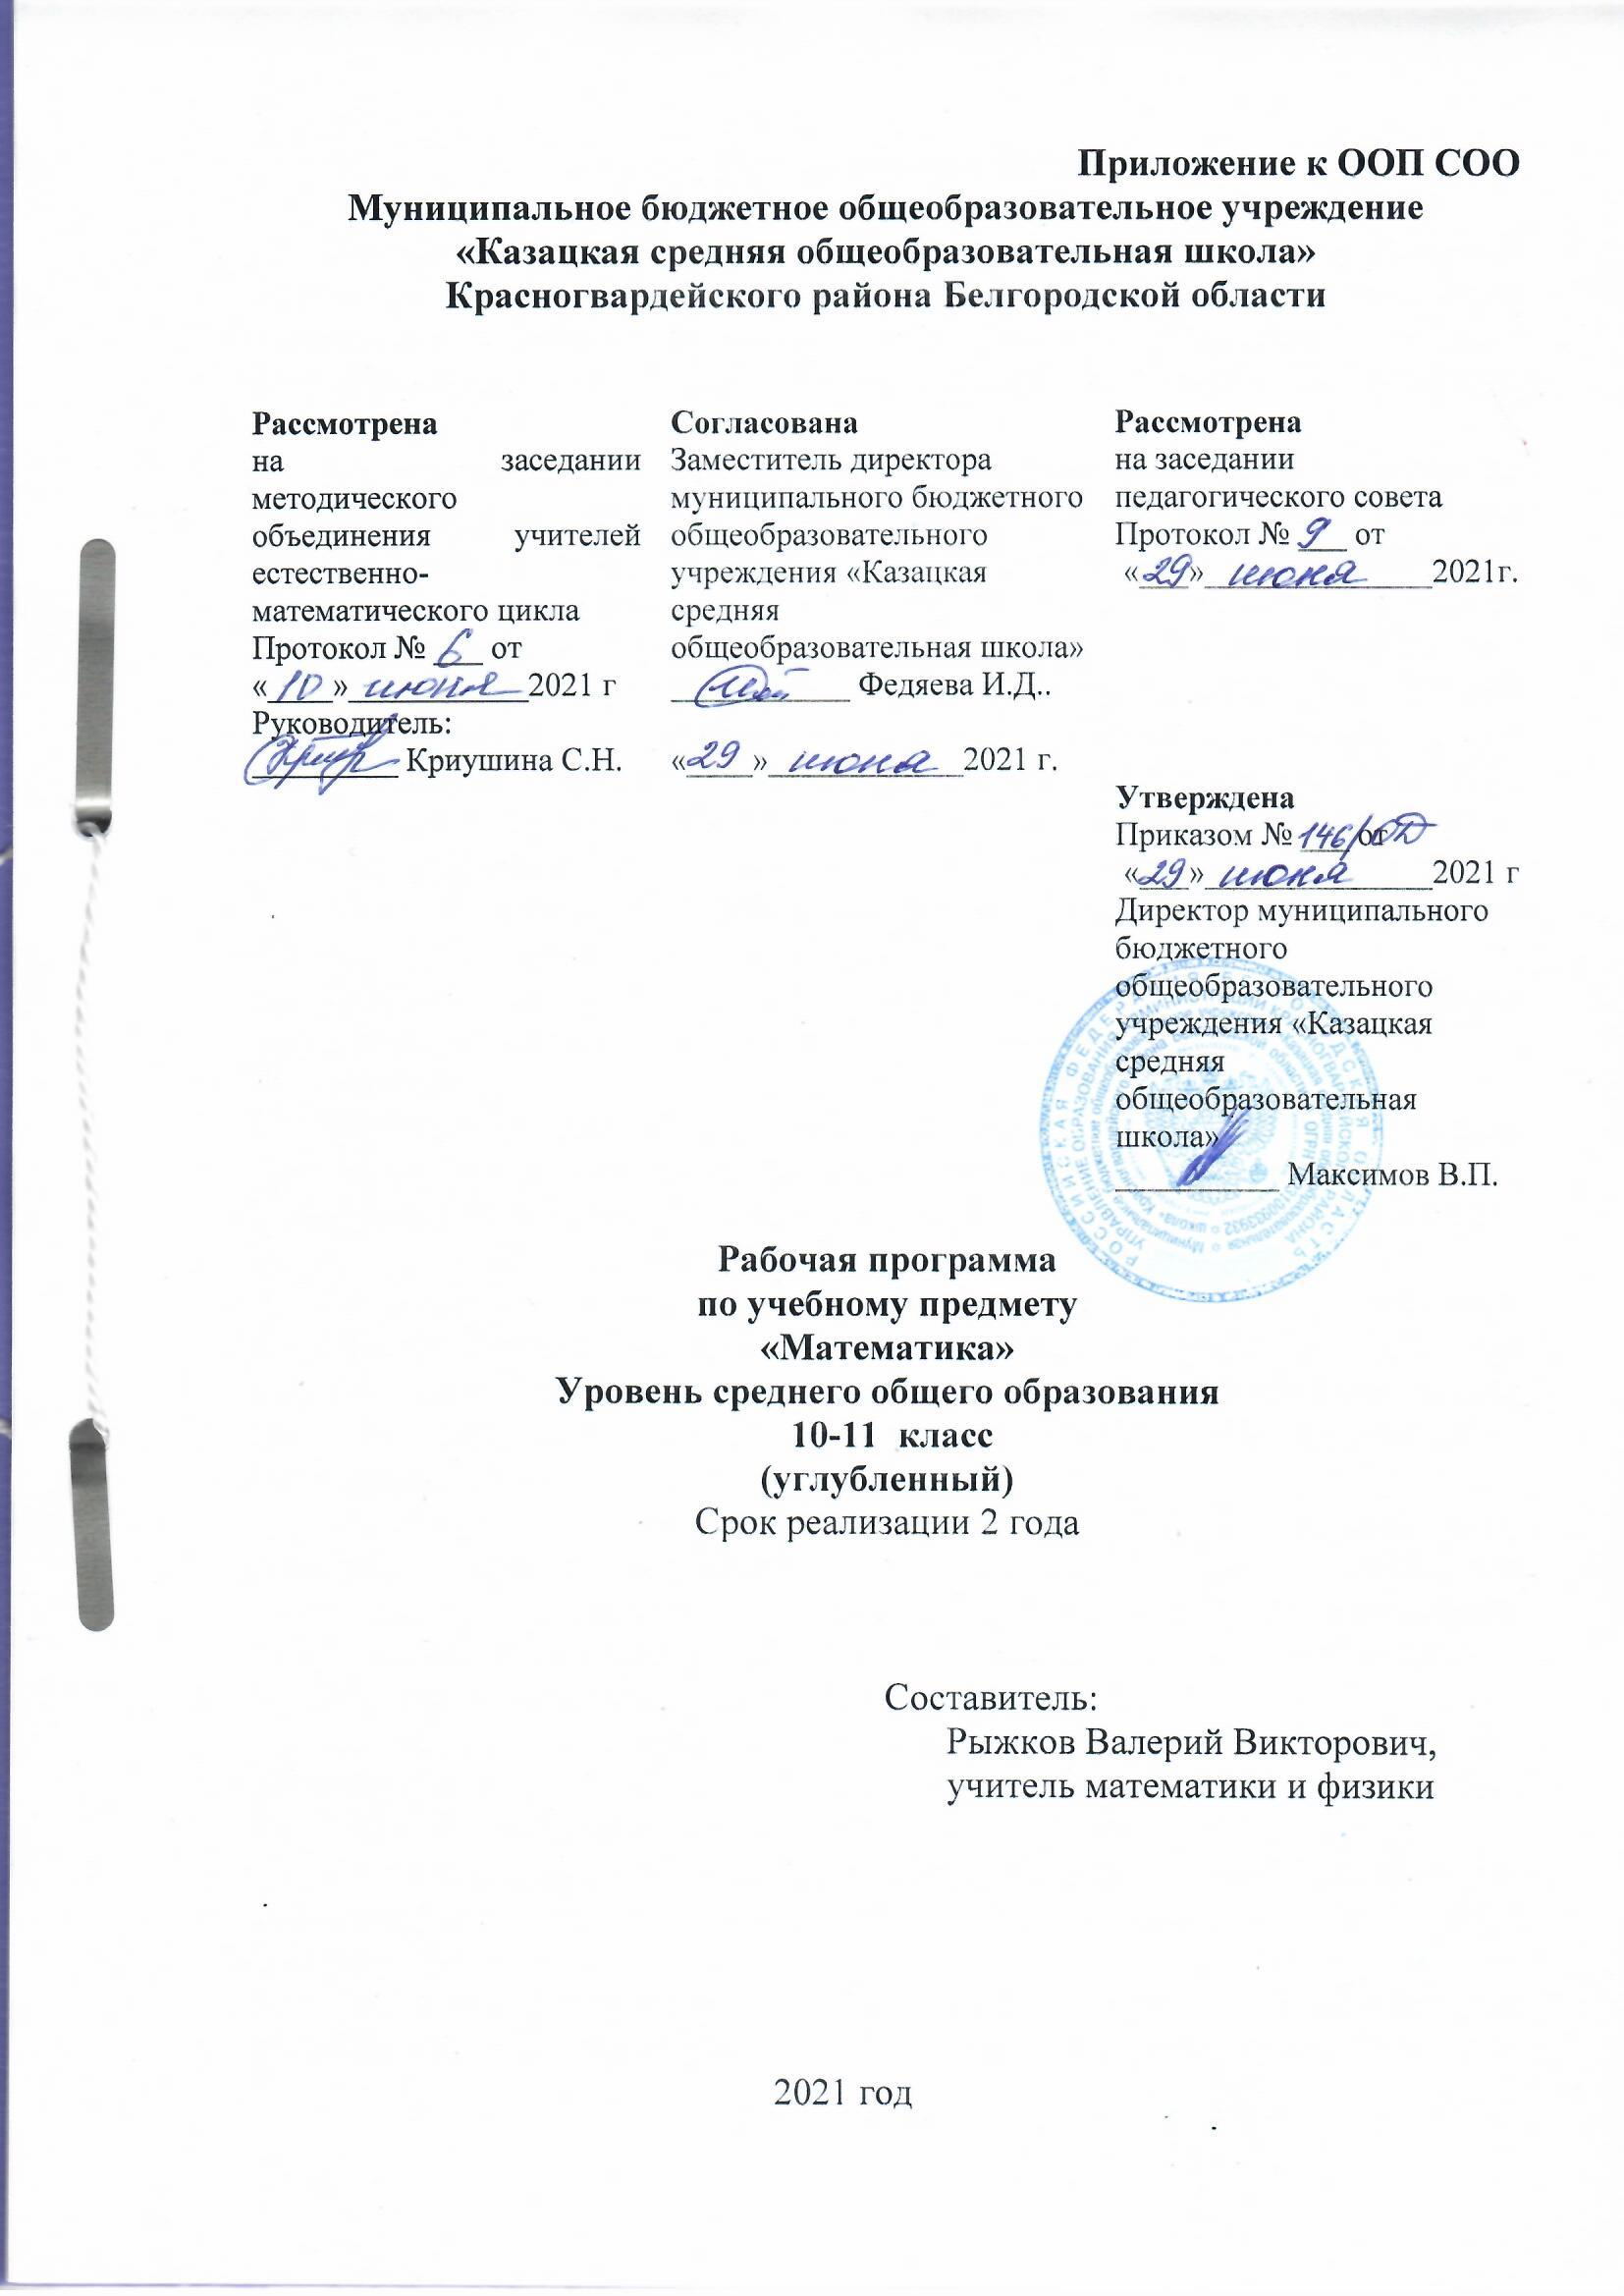 Приложение к ООП СОО
Муниципальное бюджетное общеобразовательное учреждение
«Казацкая средняя общеобразовательная школа»
Красногвардейского района Белгородской области
Рассмотрена
на заседании
методического
объединения учителей
естественно-
математического цикла
Протокол № 6 от
«10» июня 2021 г
Руководитель:
Криушина С.Н.
Согласована
Заместитель директора
муниципального бюджетного
общеобразовательного
учреждения «Казацкая
средняя
общеобразовательная школа»
Федяева И.Д..
«29» июня 2021 г.
Рассмотрена
на заседании
педагогического совета
Протокол № 9 от
«29» июня 2021г.
Утверждена
Приказом № 146/ОД от
«29» июня 2021 г
Директор муниципального
бюджетного
общеобразовательного
учреждения «Казацкая
средняя
общеобразовательная
школа»
Максимов В.П.
Рабочая программа
по учебному предмету
«Математика»
Уровень среднего общего образования
10-11 класс
(углубленный)
Срок реализации 2 года
Составитель:
Рыжков Валерий Викторович,
учитель математики и физики
2021 год